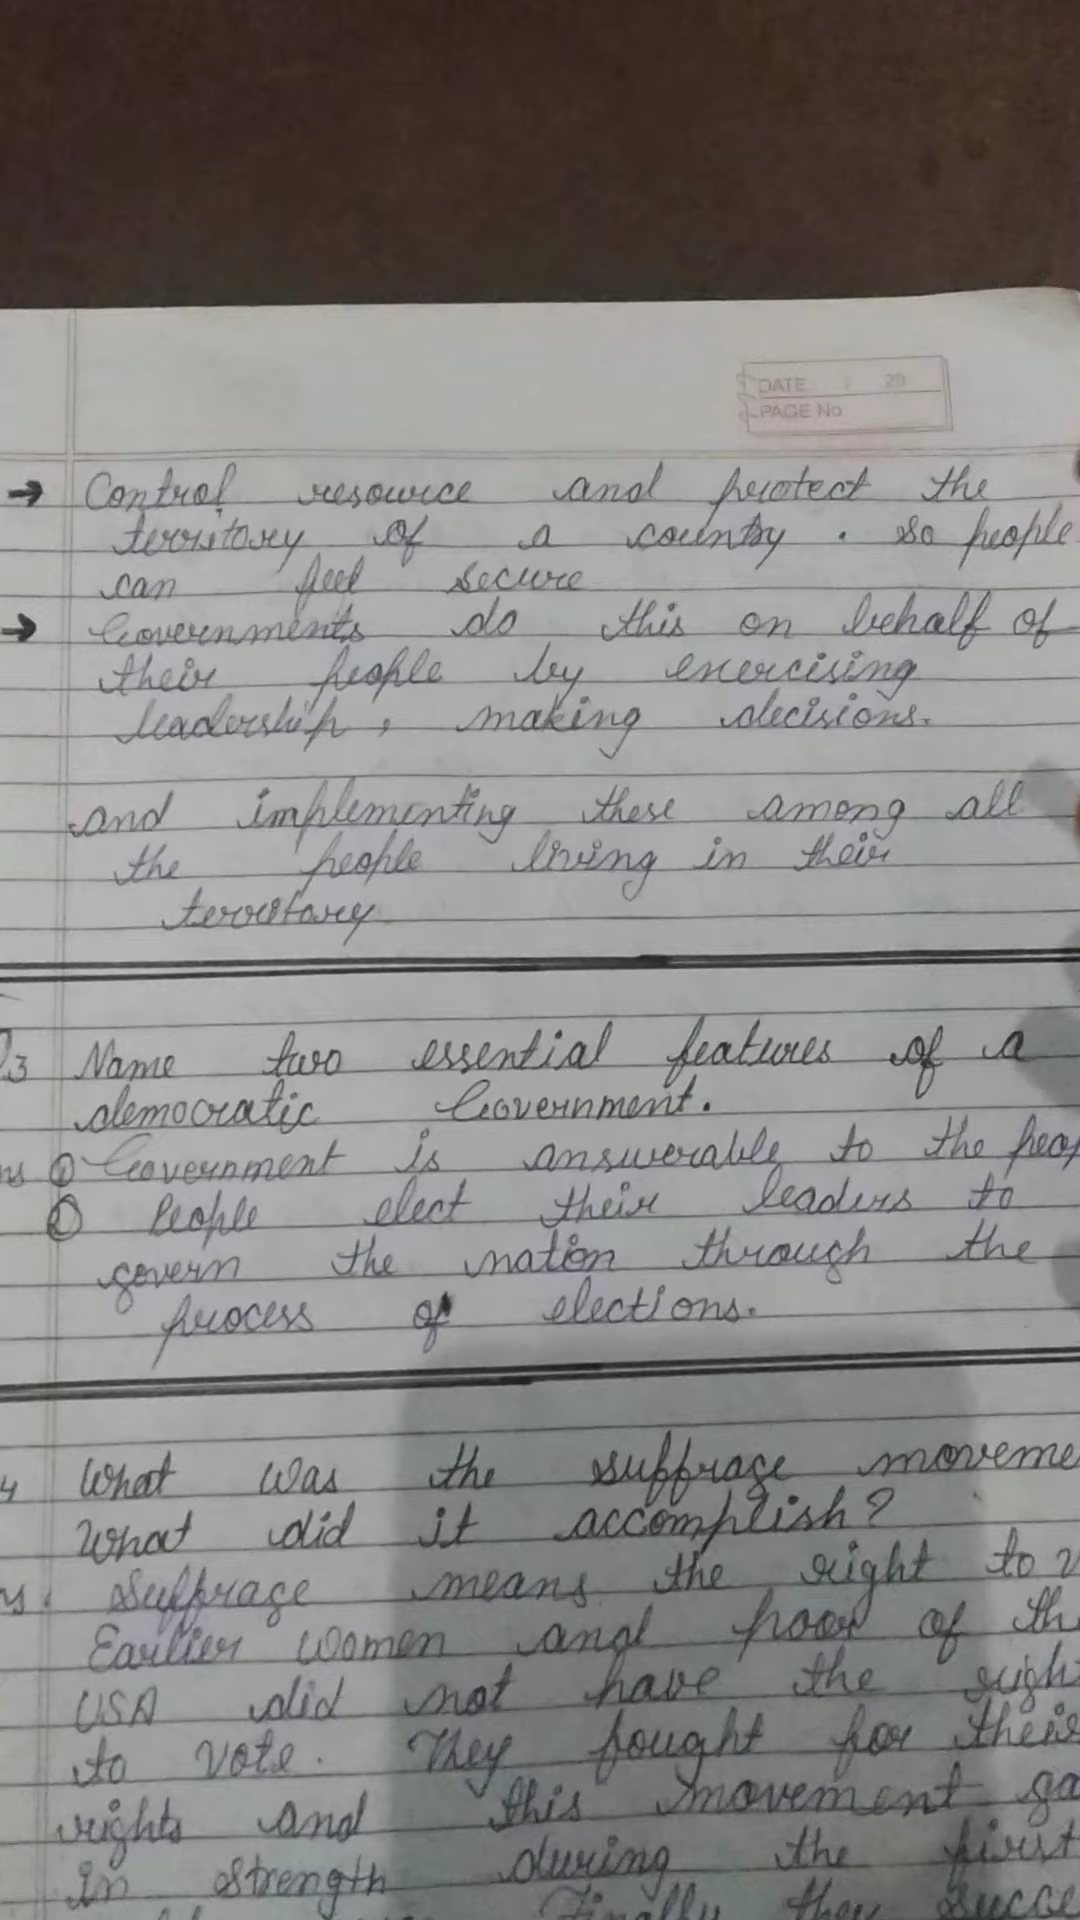 DATE 20
PAGE No
→ Control resource and protect the
territory of a country. so people
can feel secure
→ Governments do this on behalf of
their people by exercising
leadership, making decisions.
and implementing these among all
the people living in their
territory
3 Name two essential features of a
democratic Government.
① Government is answerable to the
② People elect their leaders to
govern the nation through the
process of elections.
4 What was the suffrage
What did it accomplish?
Suffrage means the right to
Earlier women and poor of
USA did not have the
to vote. They fought for their
rights and this movement
in strength during the first
Finally they